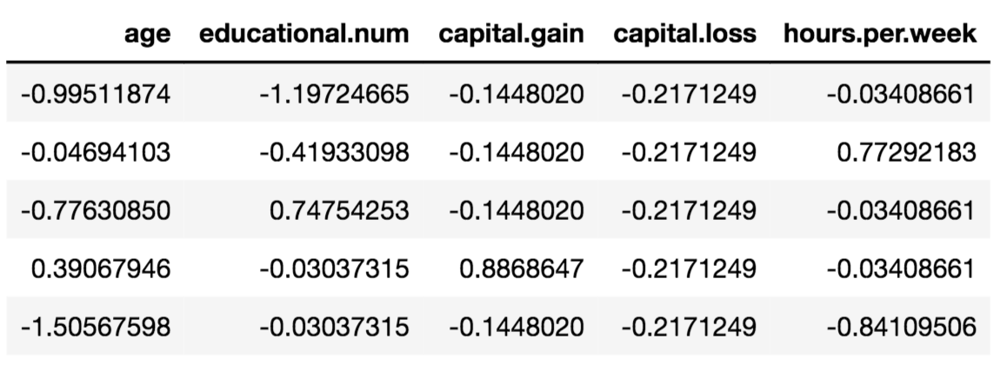 age educational.num capital.gain capital.loss hours.per.week
-0.99511874 -1.19724665 -0.1448020 -0.2171249 -0.03408661
-0.04694103 -0.41933098 -0.1448020 -0.2171249 0.77292183
-0.77630850 0.74754253 -0.1448020 -0.2171249 -0.03408661
0.39067946 -0.03037315 0.8868647 -0.2171249 -0.03408661
-1.50567598 -0.03037315 -0.1448020 -0.2171249 -0.84109506